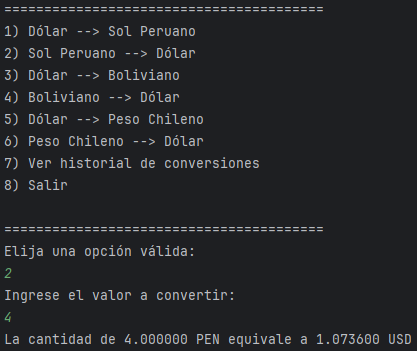 ========================================
1) Dólar --> Sol Peruano
2) Sol Peruano --> Dólar
3) Dólar --> Boliviano
4) Boliviano --> Dólar
5) Dólar --> Peso Chileno
6) Peso Chileno --> Dólar
7) Ver historial de conversiones
8) Salir

========================================
Elija una opción válida:
2
Ingrese el valor a convertir:
4
La cantidad de 4.000000 PEN equivale a 1.073600 USD